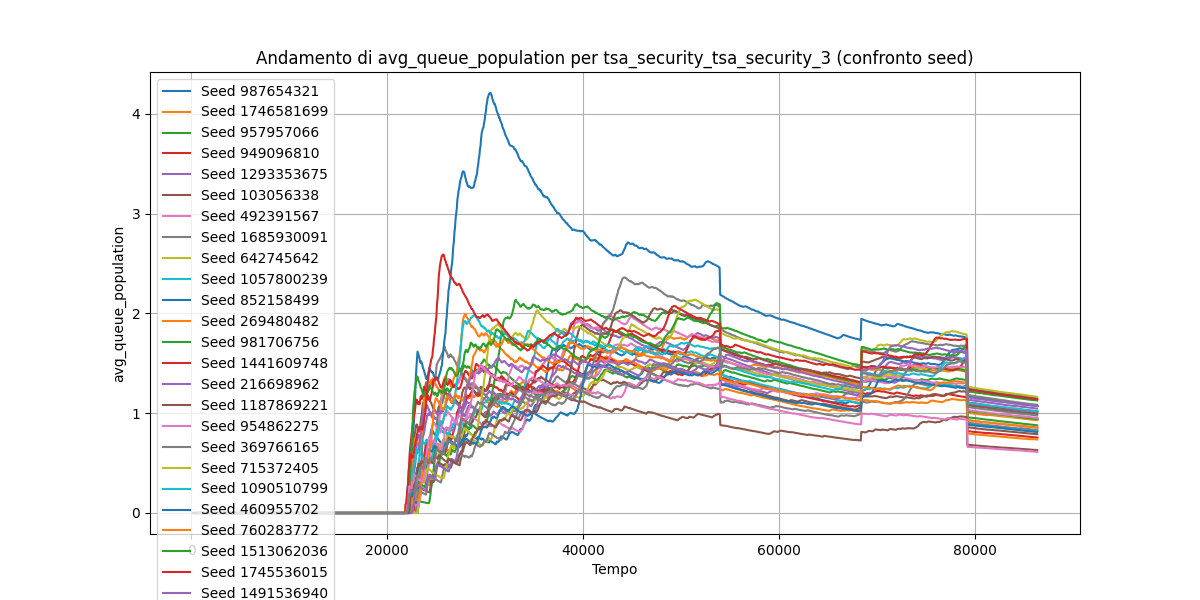 Andamento di avg_queue_population per tsa_security_tsa_security_3 (confronto seed)
avg_queue_population
4
3
2
1
0
Seed 987654321
Seed 1746581699
Seed 957957066
Seed 949096810
Seed 1293353675
Seed 103056338
Seed 492391567
Seed 1685930091
Seed 642745642
Seed 1057800239
Seed 852158499
Seed 269480482
Seed 981706756
Seed 1441609748
Seed 216698962
Seed 1187869221
Seed 954862275
Seed 369766165
Seed 715372405
Seed 1090510799
Seed 460955702
Seed 760283772
Seed 1513062036
Seed 1745536015
Seed 1491536940
0
20000
40000
60000
80000
Tempo